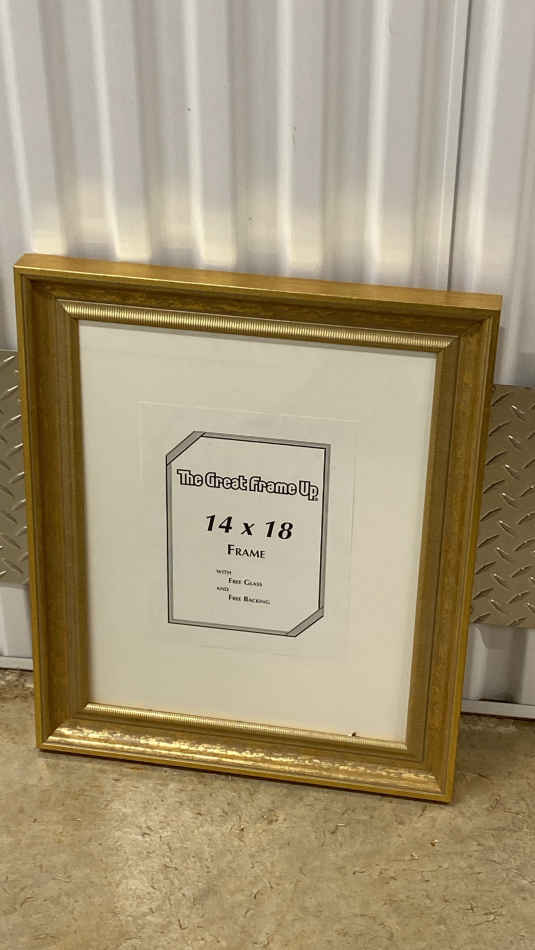 The Great Frame Up
14 x 18
FRAME
WITH
FREE GLASS
AND
FREE BACKING